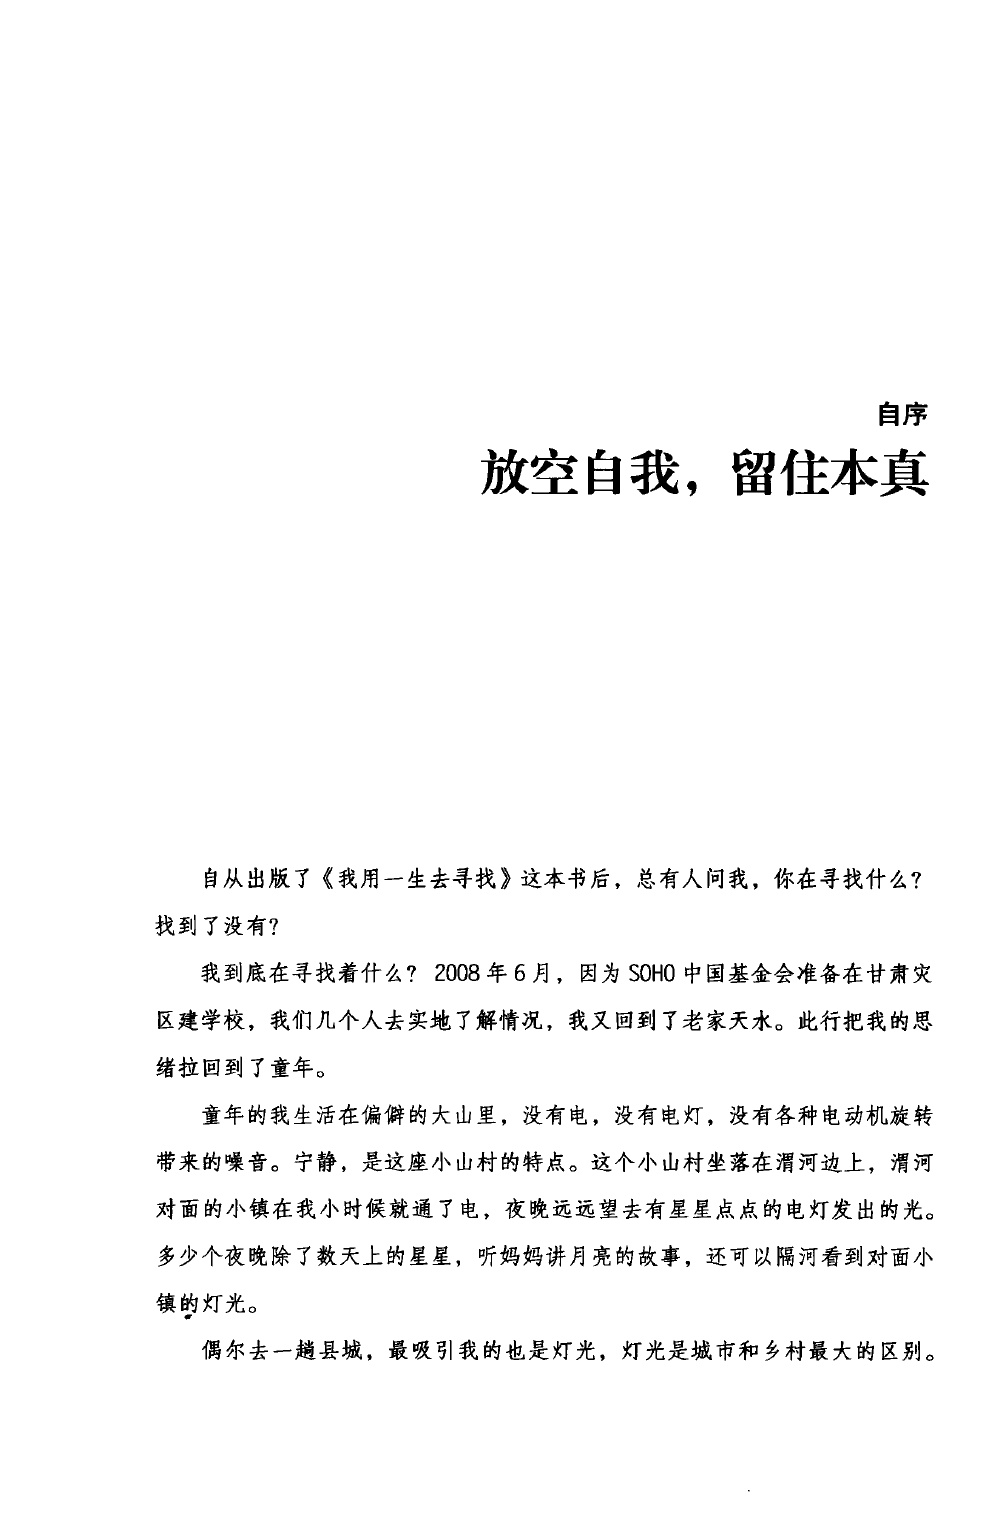 自序
放空自我，留住本真
自从出版了《我用一生去寻找》这本书后，总有人问我，你在寻找什么？
找到了没有？
我到底在寻找着什么？2008年6月，因为SOHO中国基金会准备在甘肃灾
区建学校，我们几个人去实地了解情况，我又回到了老家天水。此行把我的思
绪拉回到了童年。
童年的我生活在偏僻的大山里，没有电，没有电灯，没有各种电动机旋转
带来的噪音。宁静，是这座小山村的特点。这个小山村坐落在渭河边上，渭河
对面的小镇在我小时候就通了电，夜晚远远望去有星星点点的电灯发出的光。
多少个夜晚除了数天上的星星，听妈妈讲月亮的故事，还可以隔河看到对面小
镇的灯光。
偶尔去一趟县城，最吸引我的也是灯光，灯光是城市和乡村最大的区别。